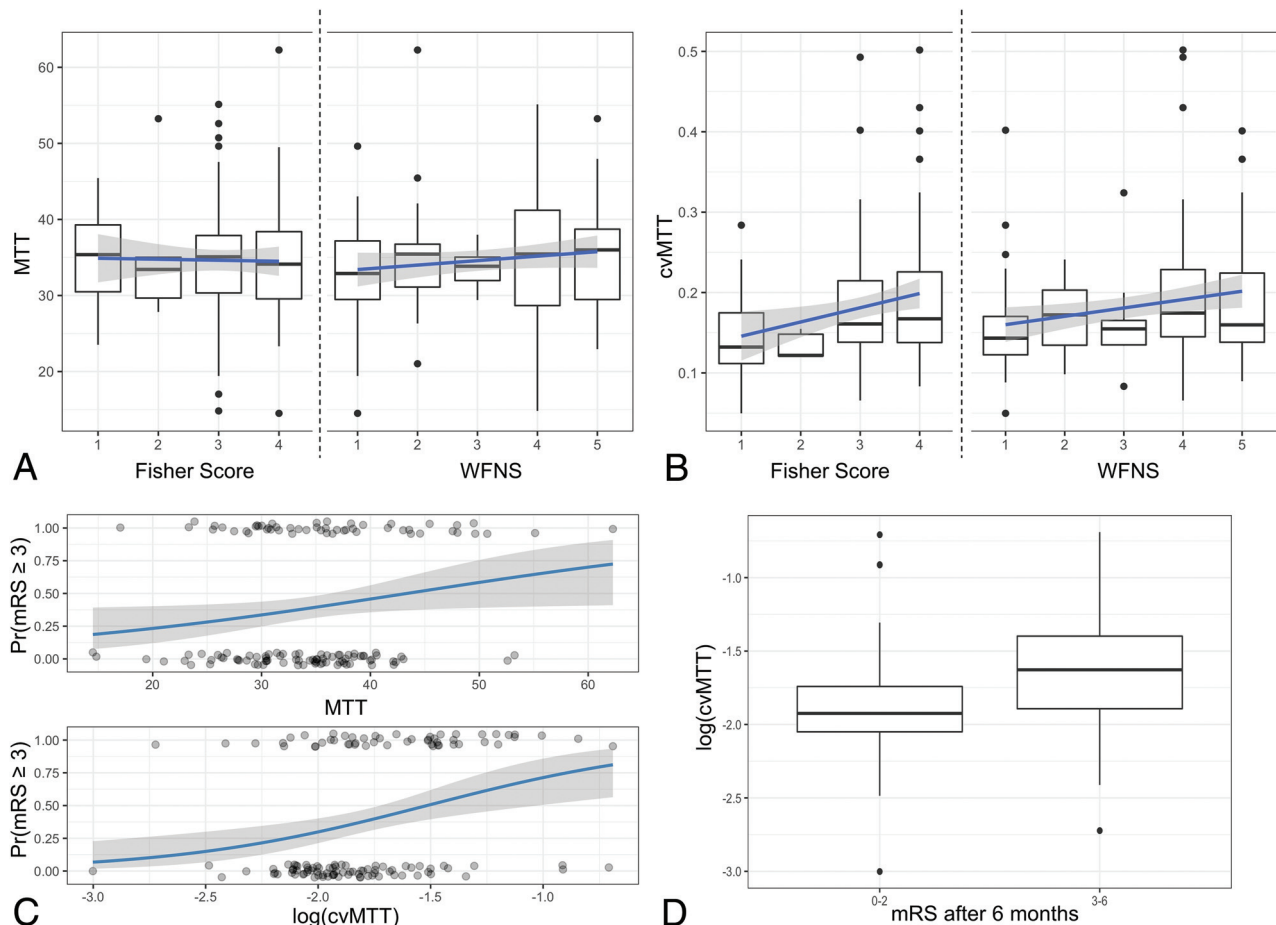 60
50
40
30
20
MTT
1 2 3 4 1 2 3 4 5
Fisher Score WFNS
A
0.5
0.4
0.3
0.2
0.1
cvMTT
1 2 3 4 1 2 3 4 5
Fisher Score WFNS
B
1.00
0.75
0.50
0.25
0.00
Pr(mRS ≥ 3)
20 30 40 50 60
MTT
1.00
0.75
0.50
0.25
0.00
Pr(mRS ≥ 3)
-3.0 -2.5 -2.0 -1.5 -1.0
log(cvMTT)
C
-1.0
-1.5
-2.0
-2.5
-3.0
log(cvMTT)
0-2 3-6
mRS after 6 months
D